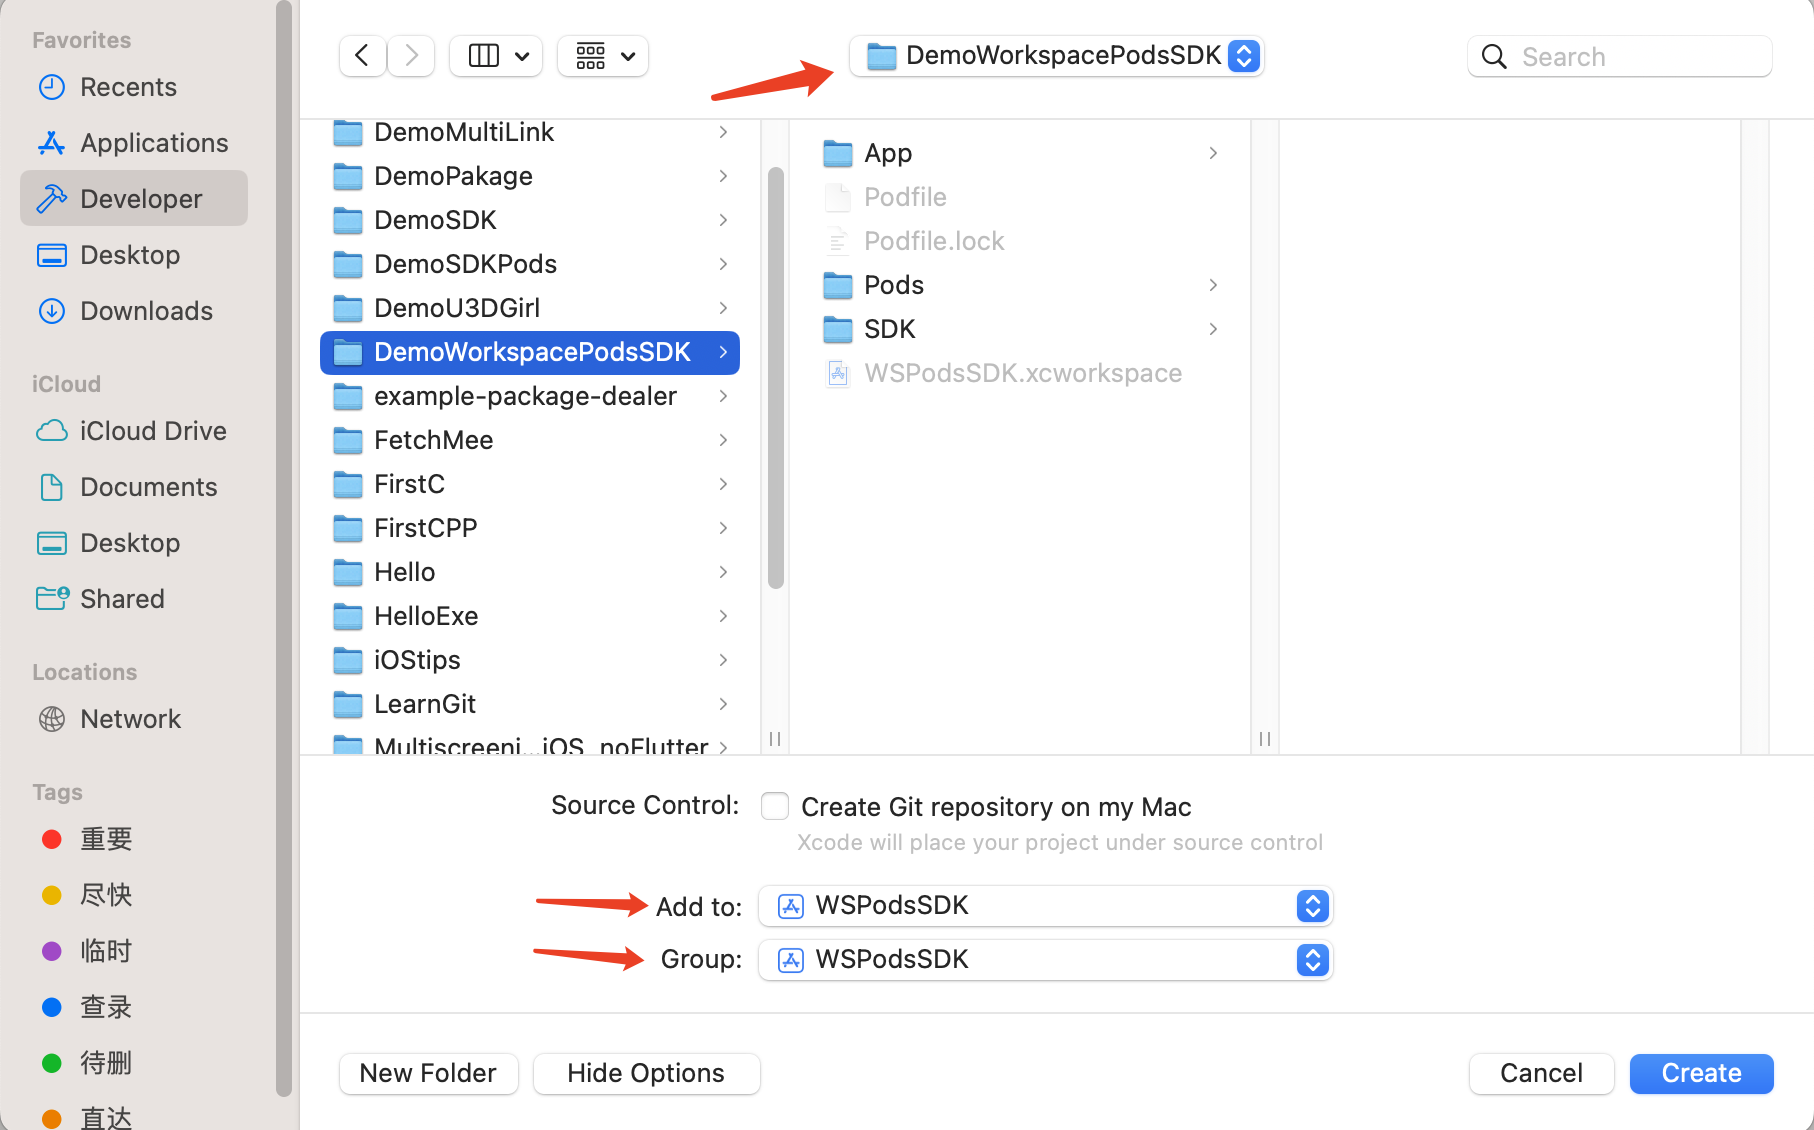 Favorites
Recents
Applications
Developer
Desktop
Downloads
iCloud
iCloud Drive
Documents
Desktop
Shared
Locations
Network
Tags
重要
尽快
临时
查录
待删
直达
DemoWorkspacePodsSDK
Search
DemoMultiLink
DemoPakage
DemoSDK
DemoSDKPods
DemoU3DGirl
DemoWorkspacePodsSDK
example-package-dealer
FetchMee
FirstC
FirstCPP
Hello
HelloExe
iOStips
LearnGit
Multiscreeni...iOS_noFlutter
App
Podfile
Podfile.lock
Pods
SDK
WSPodsSDK.xcworkspace
Source Control: Create Git repository on my Mac
Xcode will place your project under source control
Add to: WSPodsSDK
Group: WSPodsSDK
New Folder
Hide Options
Cancel
Create